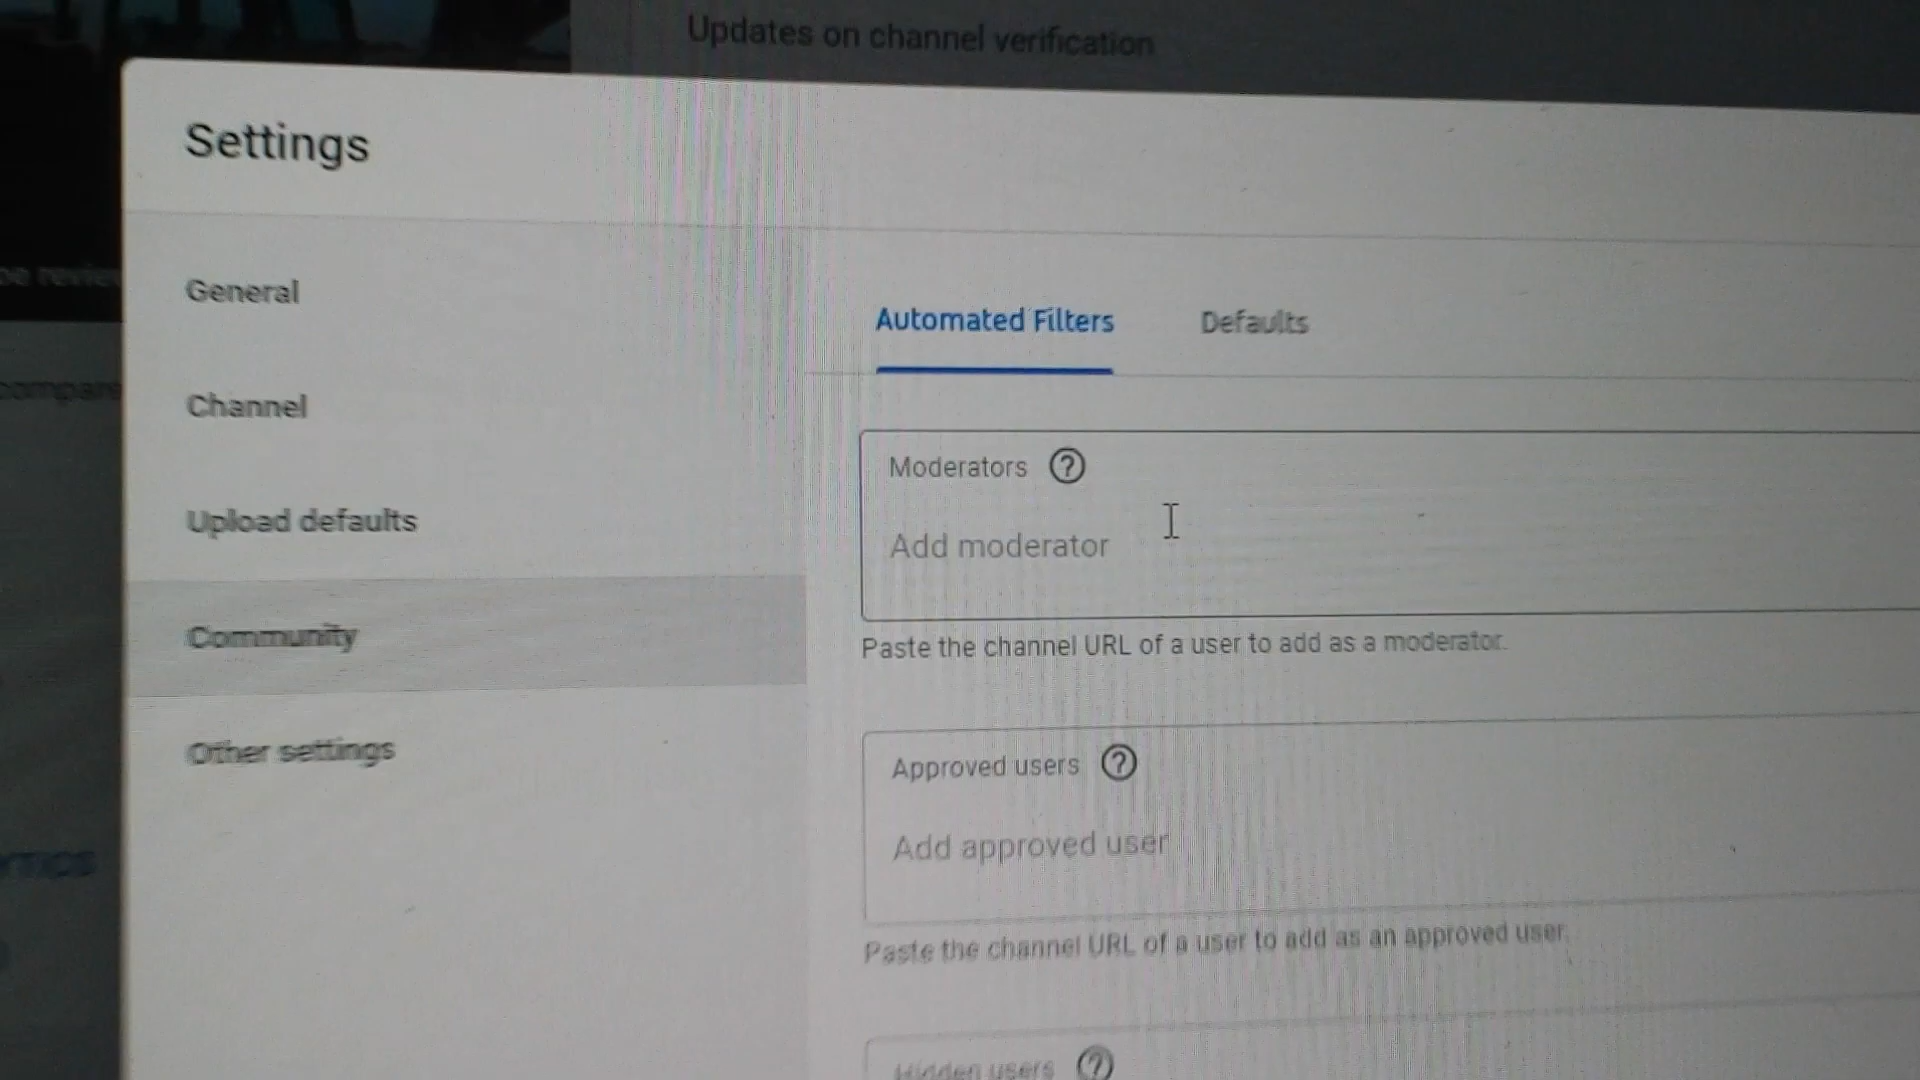 Updates on channel verification
Settings
General
Channel
Upload defaults
Community
Other settings
Automated Filters
Defaults
Moderators ?
Add moderator
Paste the channel URL of a user to add as a moderator.
Approved users ?
Add approved user
Paste the channel URL of a user to add as an approved user.
Hidden users ?